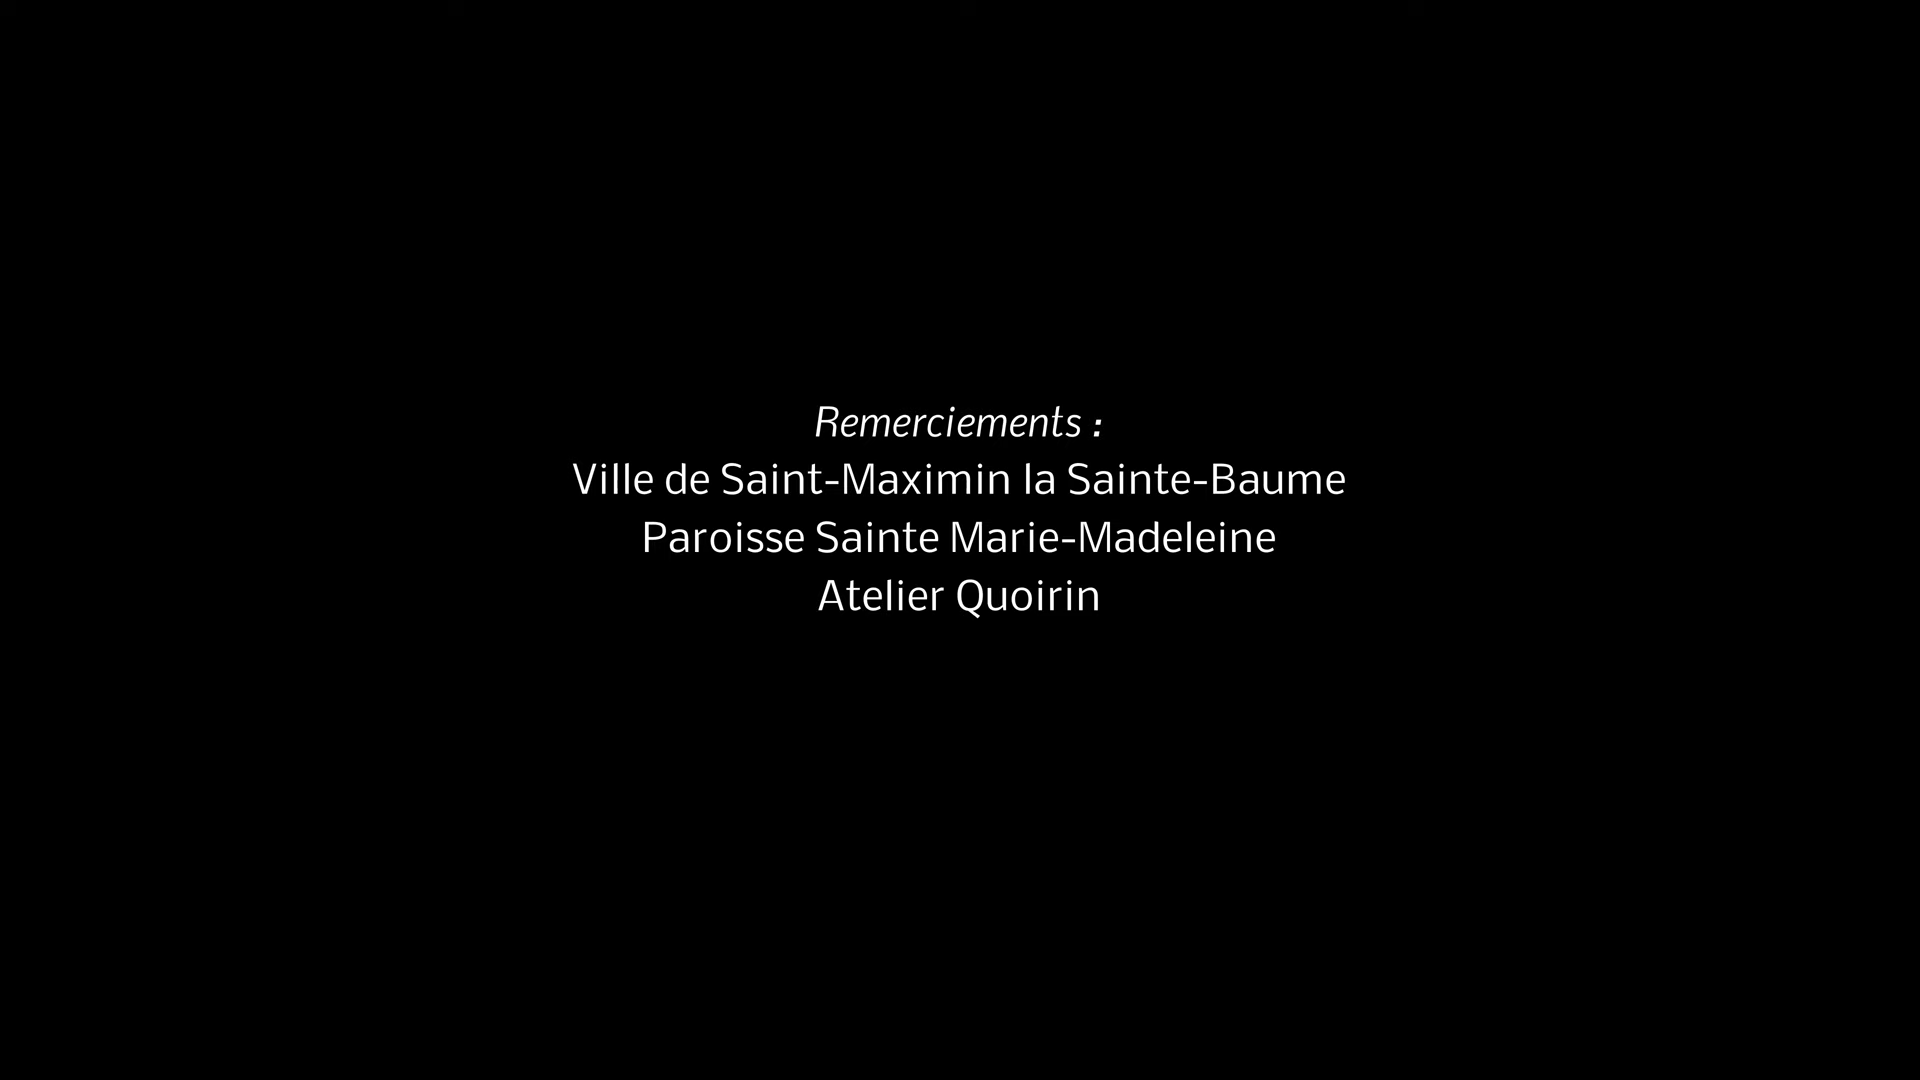 Remerciements :
Ville de Saint-Maximin la Sainte-Baume
Paroisse Sainte Marie-Madeleine
Atelier Quoirin